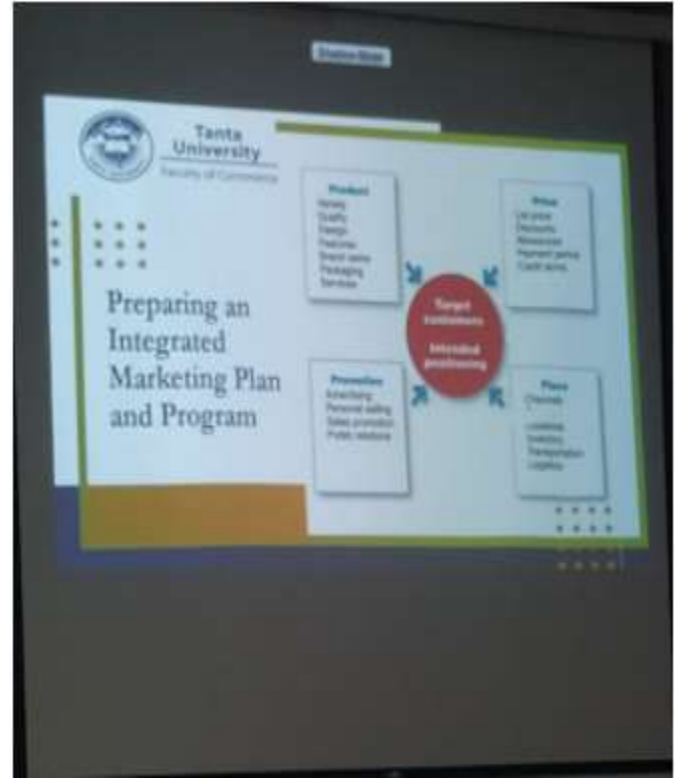 Tanta
University
Faculty of Commerce
Preparing an
Integrated
Marketing Plan
and Program
Product
Variety
Quality
Design
Features
Brand name
Packaging
Services
Price
List price
Discounts
Allowances
Payment period
Credit terms
Target
customers
Intended
positioning
Promotion
Advertising
Personal selling
Sales promotion
Public relations
Place
Channels
Locations
Inventory
Transportation
Logistics